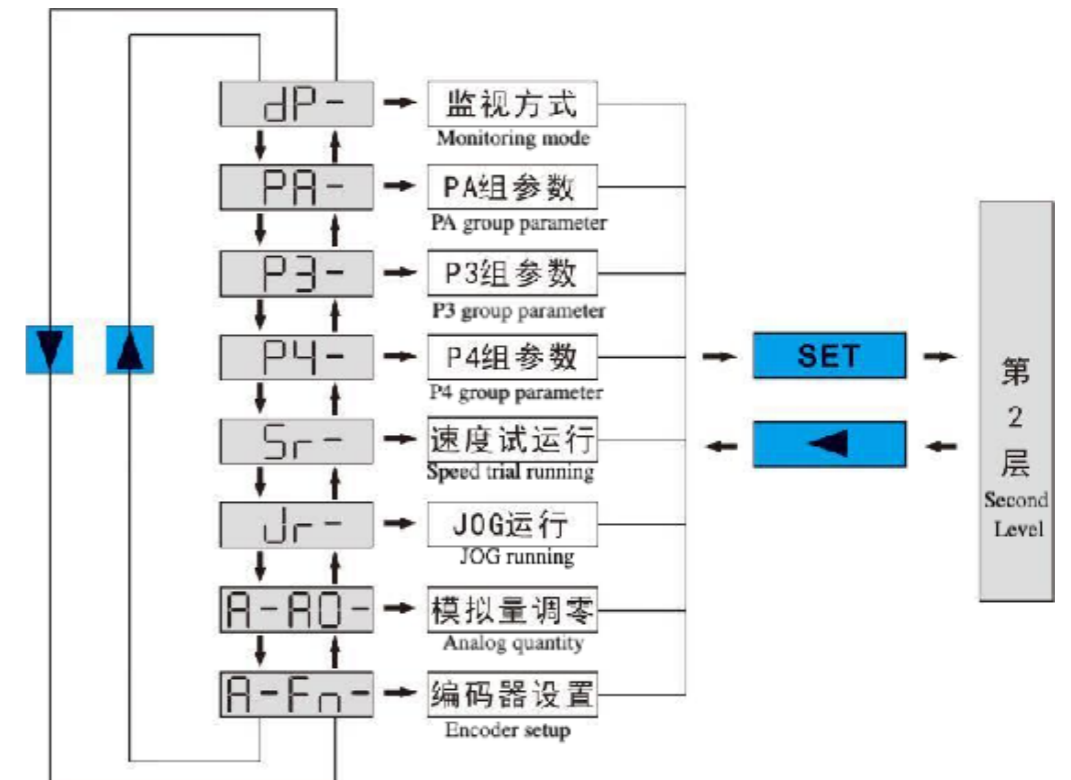 dP-
监视方式
Monitoring mode
PA-
PA组参数
PA group parameter
P3-
P3组参数
P3 group parameter
P4-
P4组参数
P4 group parameter
SET
Sr-
速度试运行
Speed trial running
Jr-
JOG运行
JOG running
A-A0-
模拟量调零
Analog quantity
A-Fn-
编码器设置
Encoder setup
第
2
层
Second
Level